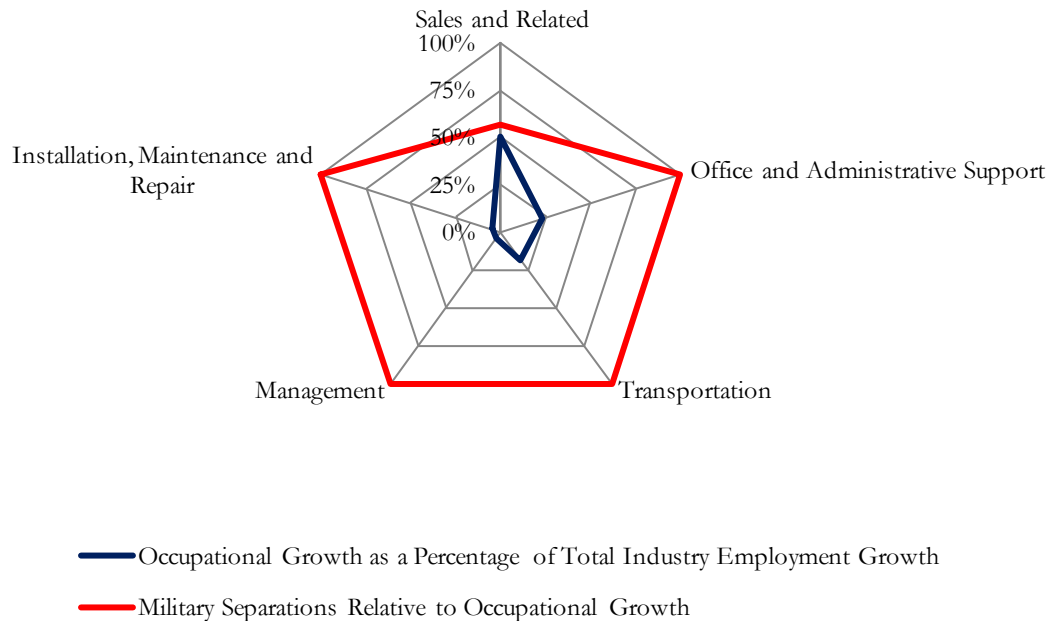 Sales and Related
100%
75%
50%
25%
0%
Installation, Maintenance and
Repair
Office and Administrative Support
Management
Transportation
Occupational Growth as a Percentage of Total Industry Employment Growth
Military Separations Relative to Occupational Growth